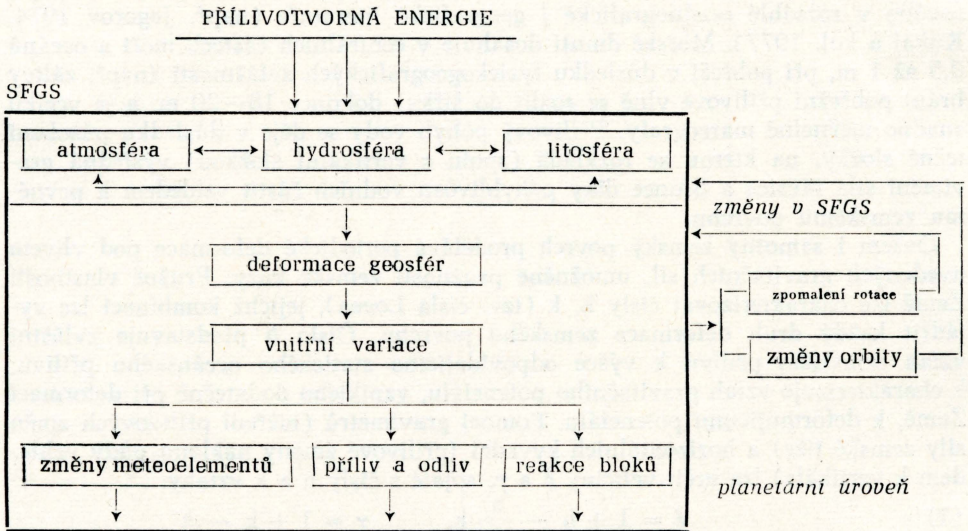 PŘÍLIVOTVORNÁ ENERGIE
SFGS
atmosféra
hydrosféra
litosféra
změny v SFGS
deformace geosfér
zpomalení rotace
vnitřní variace
změny orbity
změny meteoelementů
příliv a odliv
reakce bloků
planetární úroveň